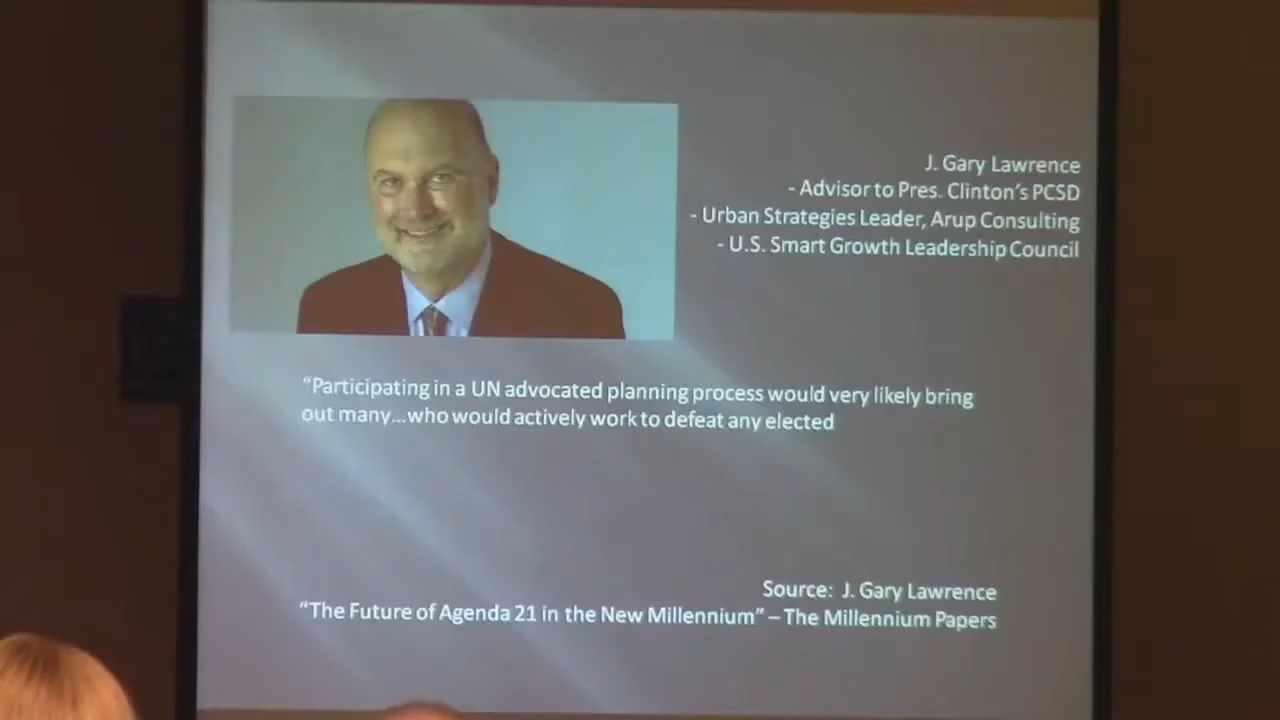 J. Gary Lawrence
- Advisor to Pres. Clinton's PCSD
- Urban Strategies Leader, Arup Consulting
- U.S. Smart Growth Leadership Council
"Participating in a UN advocated planning process would very likely bring
out many...who would actively work to defeat any elected
Source: J. Gary Lawrence
"The Future of Agenda 21 in the New Millennium" – The Millennium Papers